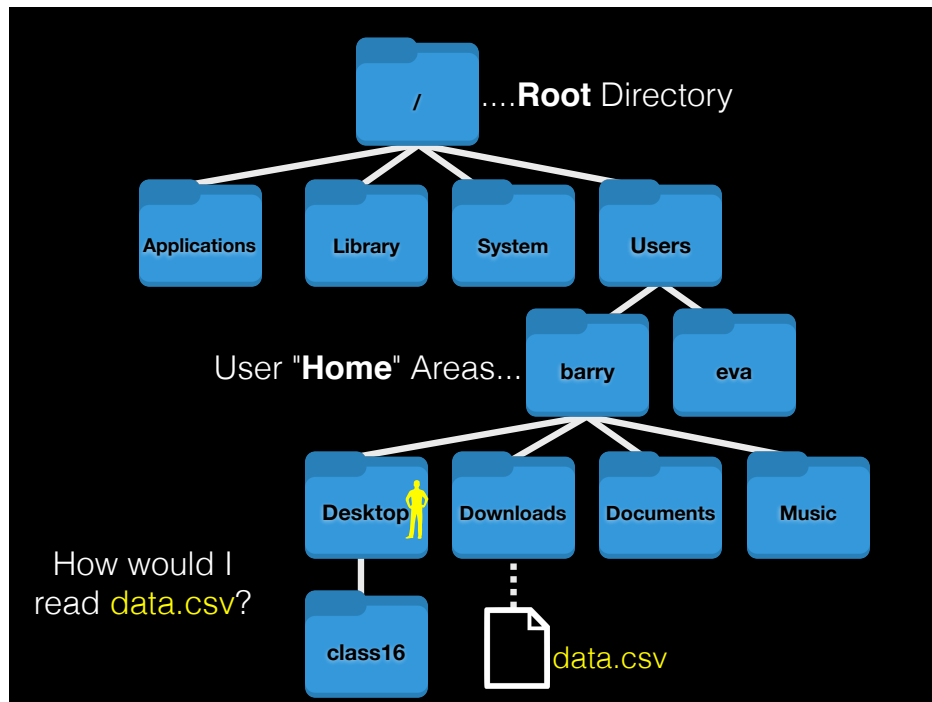 /
....Root Directory
Applications
Library
System
Users
User "Home" Areas...
barry
eva
Desktop
Downloads
Documents
Music
How would I
read data.csv?
class16
data.csv